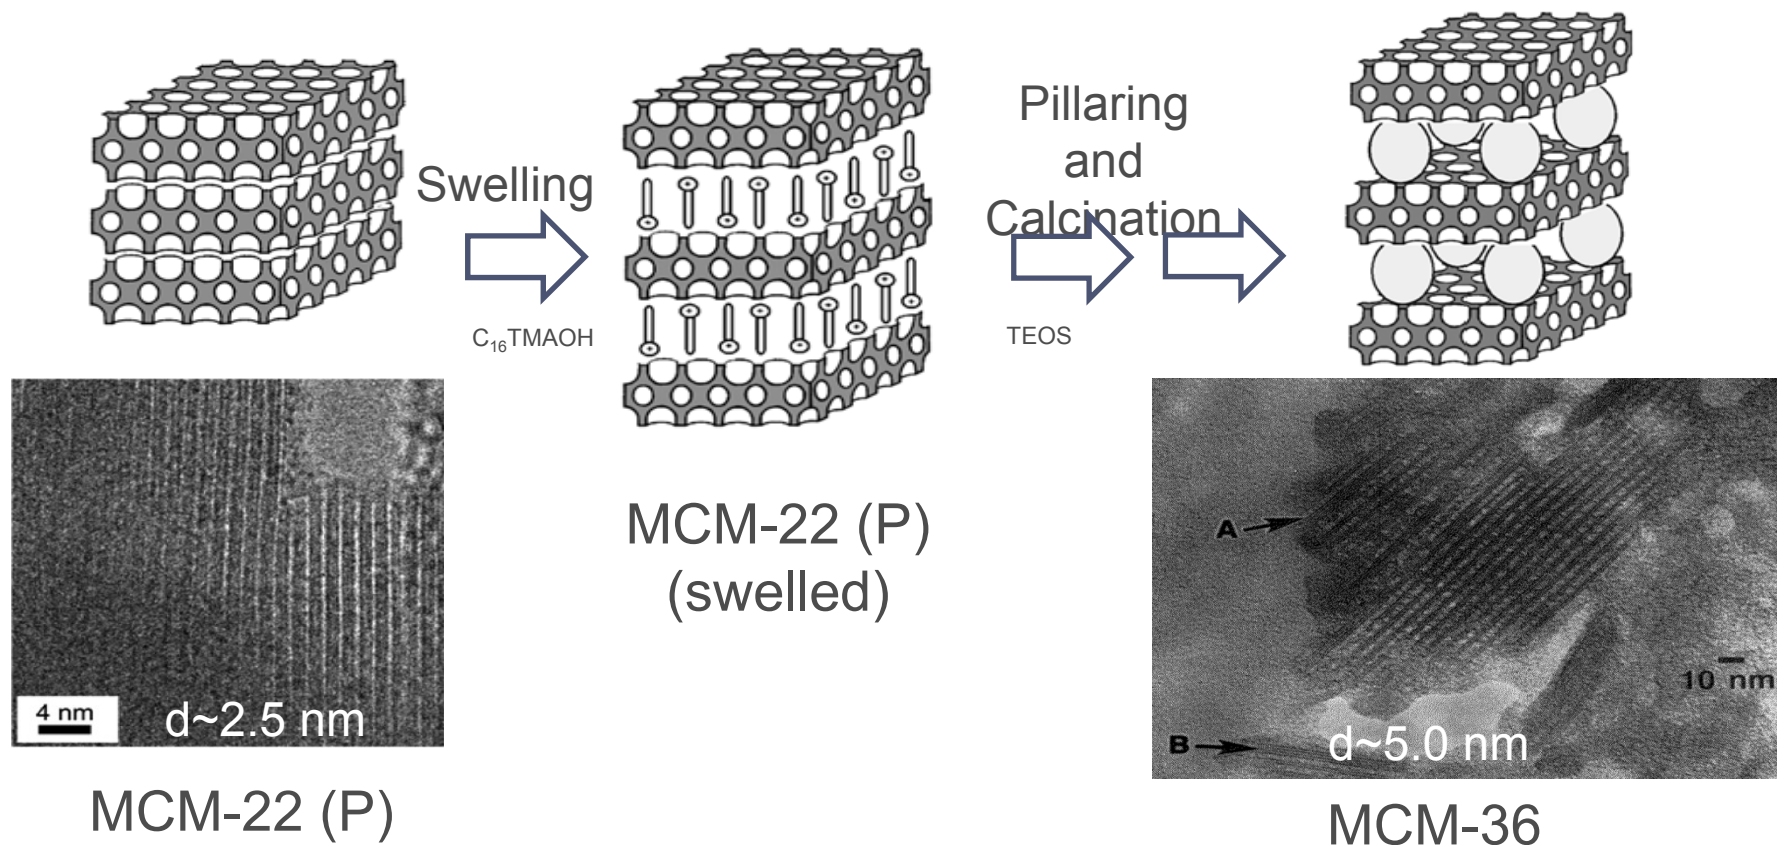 Swelling
C₁₆TMAOH
Pillaring
and
Calcination
TEOS
4 nm
d~2.5 nm
MCM-22 (P)
MCM-22 (P)
(swelled)
A
10 nm
B
d~5.0 nm
MCM-36